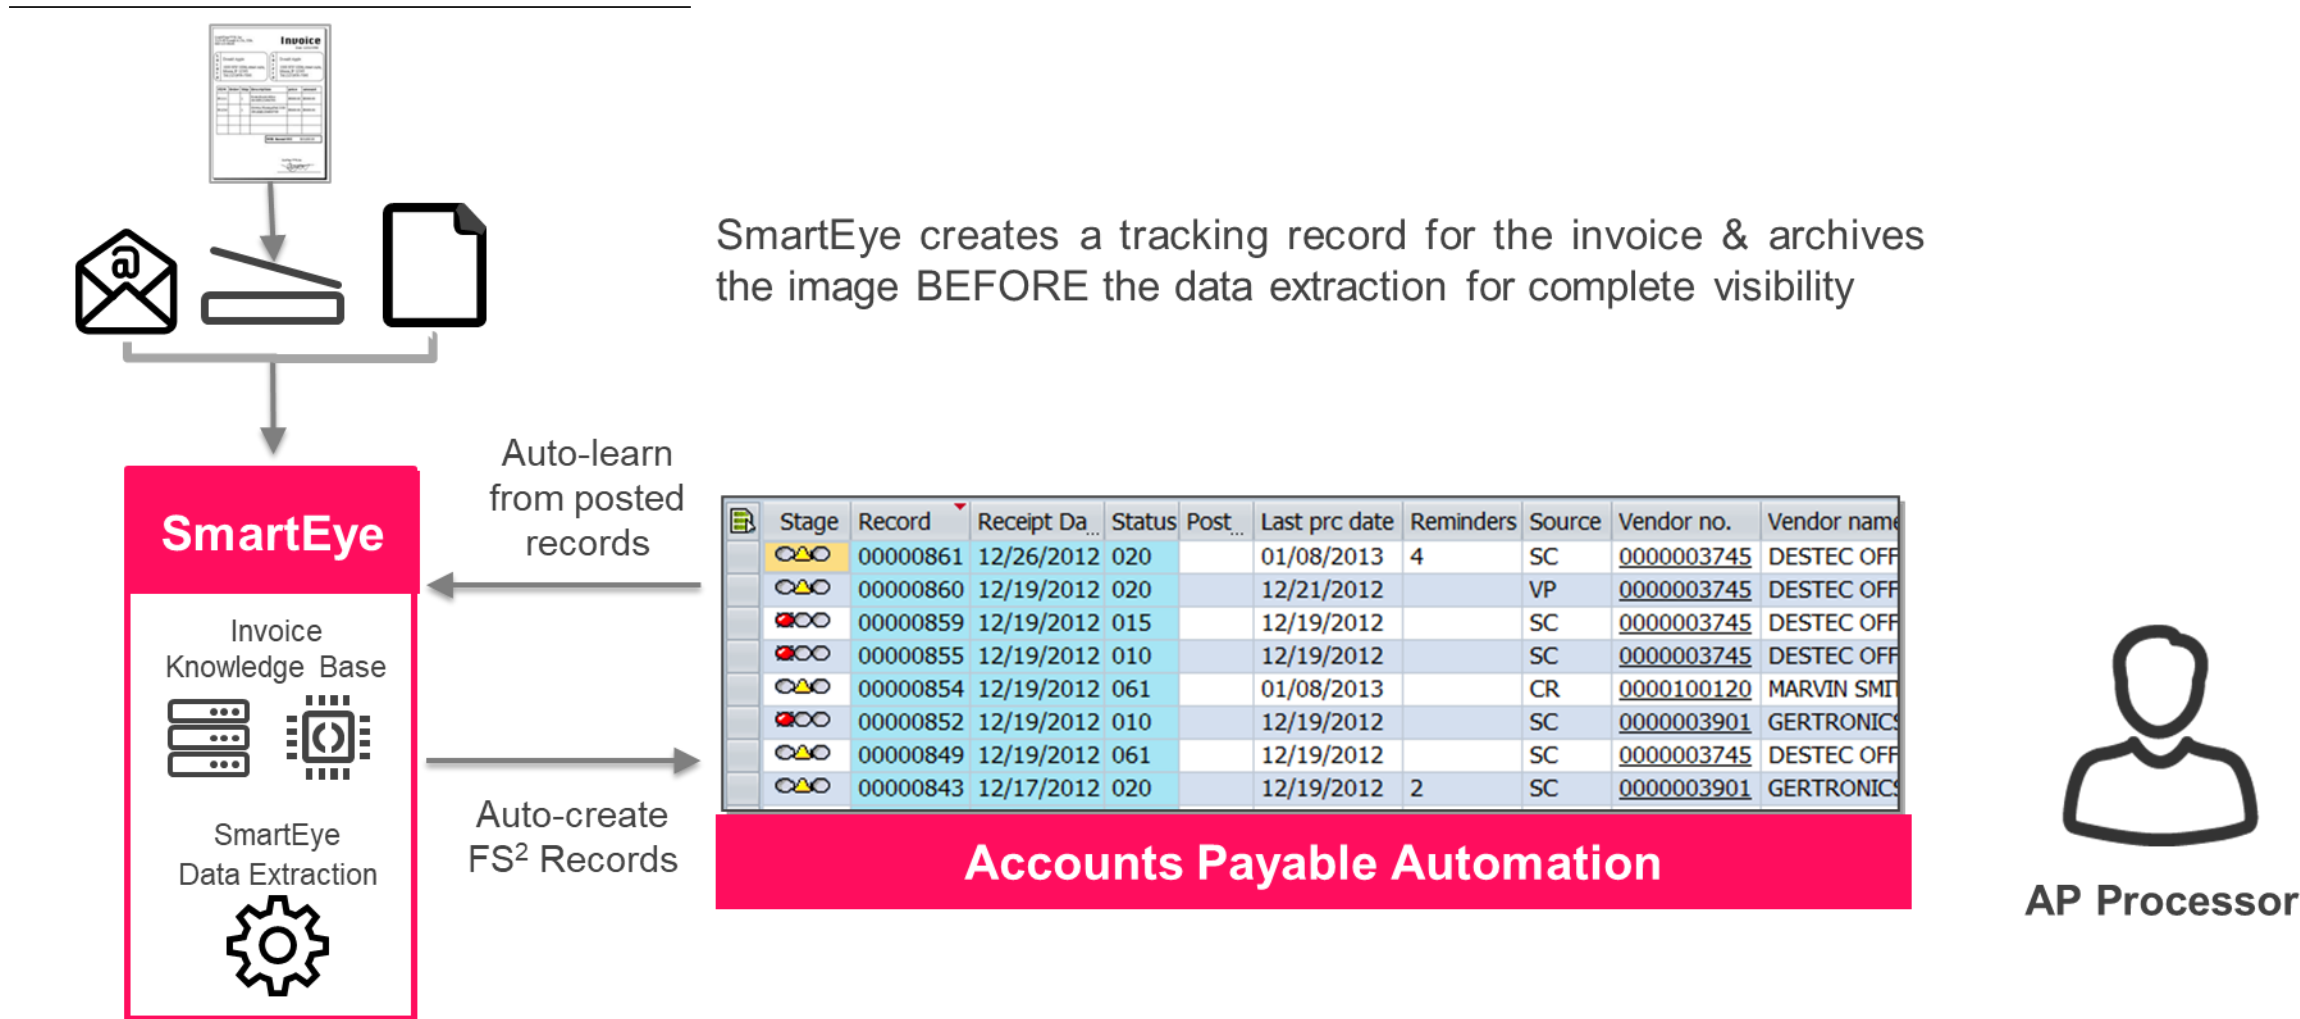 Invoice
SmartEye creates a tracking record for the invoice & archives
the image BEFORE the data extraction for complete visibility
@
Auto-learn
from posted
records
SmartEye
Invoice
Knowledge Base
SmartEye
Data Extraction
Auto-create
FS² Records
Stage Record Receipt Da... Status Post... Last prc date Reminders Source Vendor no. Vendor name
00000861 12/26/2012 020 01/08/2013 4 SC 0000003745 DESTEC OFF
00000860 12/19/2012 020 12/21/2012 VP 0000003745 DESTEC OFF
00000859 12/19/2012 015 12/19/2012 SC 0000003745 DESTEC OFF
00000855 12/19/2012 010 12/19/2012 SC 0000003745 DESTEC OFF
00000854 12/19/2012 061 01/08/2013 CR 0000100120 MARVIN SMIT
00000852 12/19/2012 010 12/19/2012 SC 0000003901 GERTRONICS
00000849 12/19/2012 061 12/19/2012 SC 0000003745 DESTEC OFF
00000843 12/17/2012 020 12/19/2012 2 SC 0000003901 GERTRONICS
Accounts Payable Automation
AP Processor